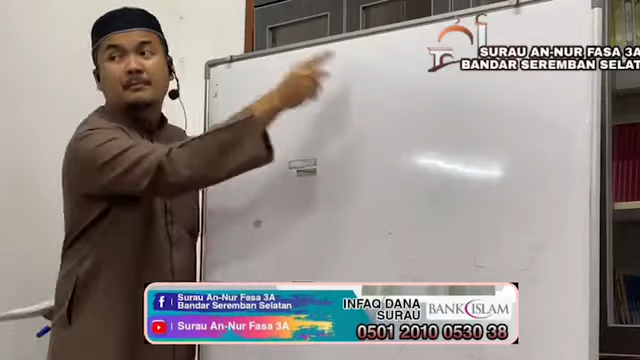 SURAU AN-NUR FASA 3A
BANDAR SEREMBAN SELAT
f
Surau An-Nur Fasa 3A
Bandar Seremban Selatan
Surau An-Nur Fasa 3A
INFAQ DANA
SURAU
BANK ISLAM
0501 2010 0530 38